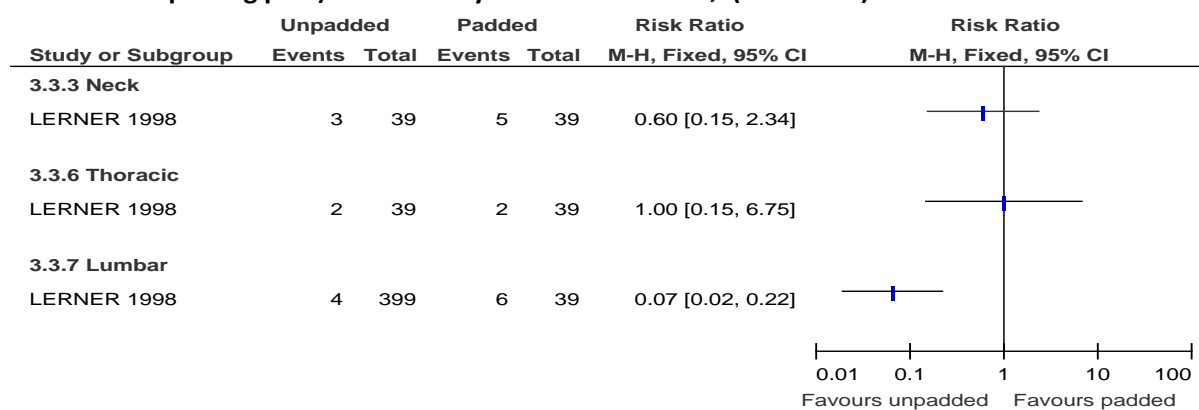 Unpadded Padded Risk Ratio Risk Ratio
Study or Subgroup Events Total Events Total M-H, Fixed, 95% CI M-H, Fixed, 95% CI
3.3.3 Neck
LERNER 1998 3 39 5 39 0.60 [0.15, 2.34]
3.3.6 Thoracic
LERNER 1998 2 39 2 39 1.00 [0.15, 6.75]
3.3.7 Lumbar
LERNER 1998 4 399 6 39 0.07 [0.02, 0.22]
0.01 0.1 1 10 100
Favours unpadded Favours padded